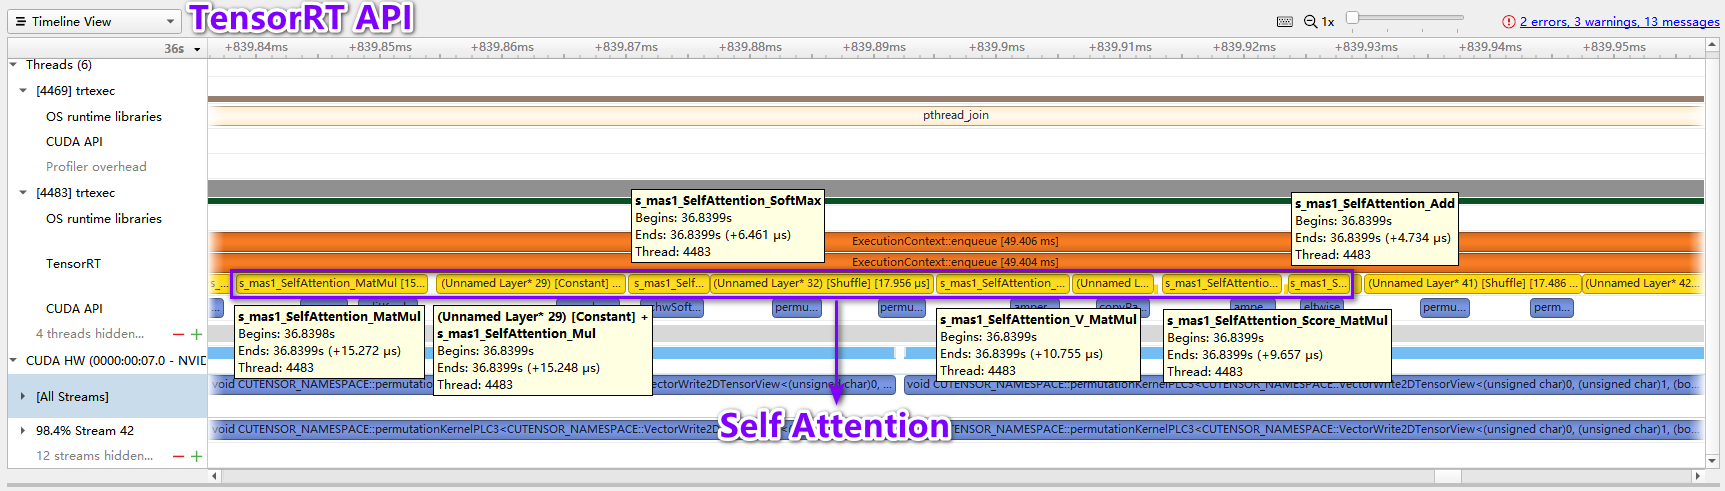 Timeline View
TensorRT API
1x
2 errors, 3 warnings, 13 messages
36s
+839.84ms
+839.85ms
+839.86ms
+839.87ms
+839.88ms
+839.89ms
+839.9ms
+839.91ms
+839.92ms
+839.93ms
+839.94ms
+839.95ms
Threads (6)
[4469] trtexec
OS runtime libraries
pthread_join
CUDA API
Profiler overhead
[4483] trtexec
OS runtime libraries
s_mas1_SelfAttention_SoftMax
Begins: 36.8399s
Ends: 36.8399s (+6.461 μs)
Thread: 4483
s_mas1_SelfAttention_Add
Begins: 36.8399s
Ends: 36.8399s (+4.734 μs)
Thread: 4483
TensorRT
ExecutionContext::enqueue [49.406 ms]
ExecutionContext::enqueue [49.404 ms]
s_...
s_mas1_SelfAttention_MatMul [15...
(Unnamed Layer* 29) [Constant] ...
s_mas1_Self...
(Unnamed Layer* 32) [Shuffle] [17.956 μs]
s_mas1_SelfAttention_...
(Unnamed L...
s_mas1_SelfAttentio...
s_mas1_S...
(Unnamed Layer* 41) [Shuffle] [17.486 ...
(Unnamed Layer* 42...
CUDA API
...
hwSoft...
permu...
permu...
permu...
perm...
s_mas1_SelfAttention_MatMul
Begins: 36.8398s
Ends: 36.8399s (+15.272 μs)
Thread: 4483
(Unnamed Layer* 29) [Constant] +
s_mas1_SelfAttention_Mul
Begins: 36.8399s
Ends: 36.8399s (+15.248 μs)
Thread: 4483
s_mas1_SelfAttention_V_MatMul
Begins: 36.8399s
Ends: 36.8399s (+10.755 μs)
Thread: 4483
s_mas1_SelfAttention_Score_MatMul
Begins: 36.8399s
Ends: 36.8399s (+9.657 μs)
Thread: 4483
4 threads hidden...
CUDA HW (0000:00:07.0 - NVID
[All Streams]
void CUTENSOR_NAMESPACE::permutation
VectorWrite2DTensorView<(unsigned char)0, ...
void CUTENSOR_NAMESPACE::permutationKernelPLC3<CUTENSOR_NAMESPACE::VectorWrite2DTensorView<(unsigned char)0, (unsigned char)1, (bo...
Self Attention
98.4% Stream 42
void CUTENSOR_NAMESPACE::permutationKernelPLC3<CUTENSOR_NAMESPACE::VectorWrite2D
(unsigned char)0, (unsigned char)1, (bo...
12 streams hidden...